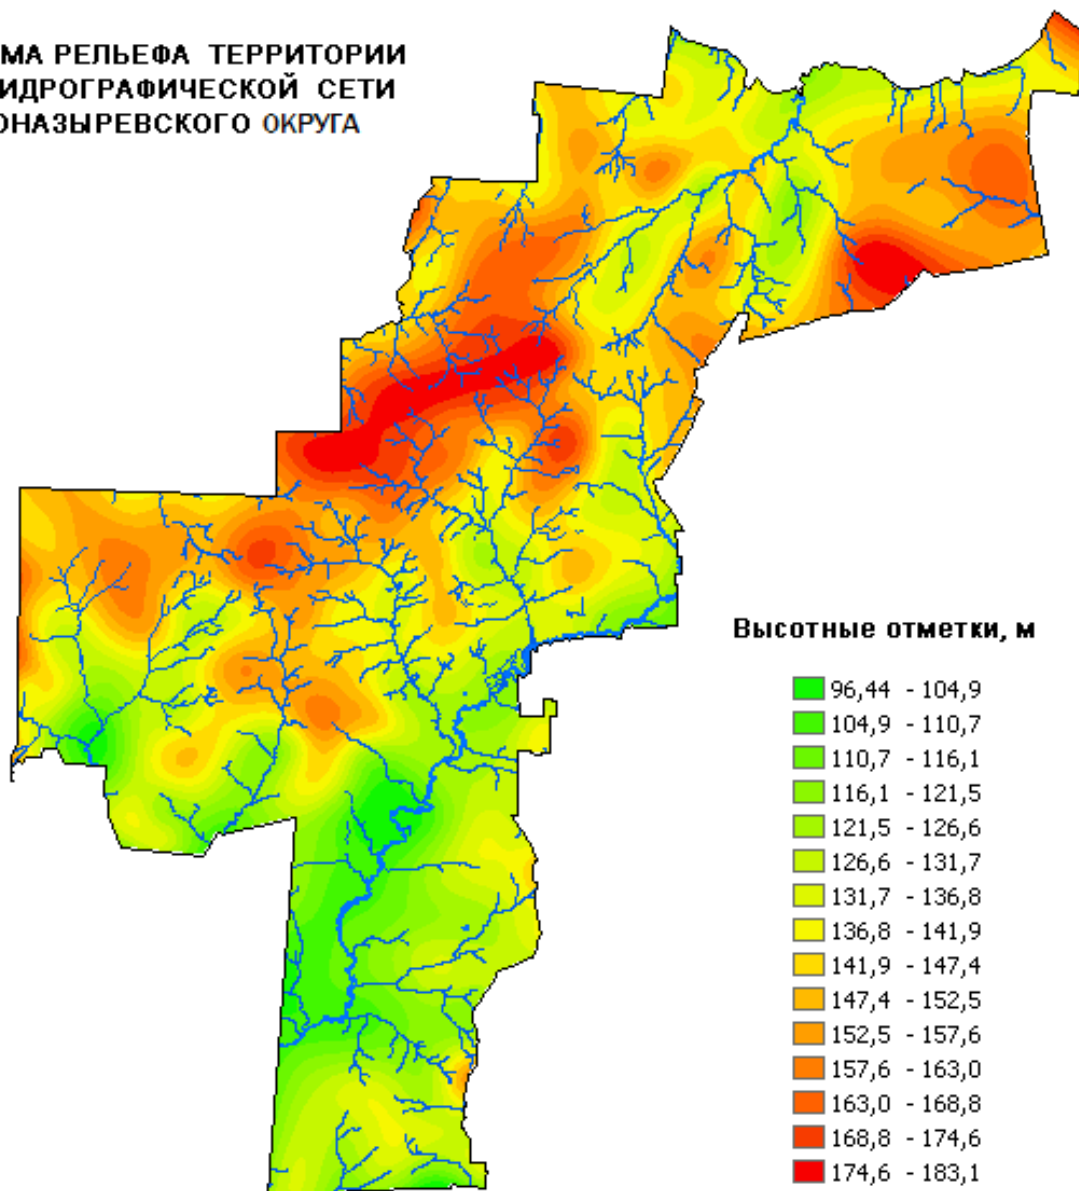 МА РЕЛЬЕФА ТЕРРИТОРИИ
ИДРОГРАФИЧЕСКОЙ СЕТИ
ОНАЗЫРЕВСКОГО ОКРУГА
Высотные отметки, м
96,44 - 104,9
104,9 - 110,7
110,7 - 116,1
116,1 - 121,5
121,5 - 126,6
126,6 - 131,7
131,7 - 136,8
136,8 - 141,9
141,9 - 147,4
147,4 - 152,5
152,5 - 157,6
157,6 - 163,0
163,0 - 168,8
168,8 - 174,6
174,6 - 183,1